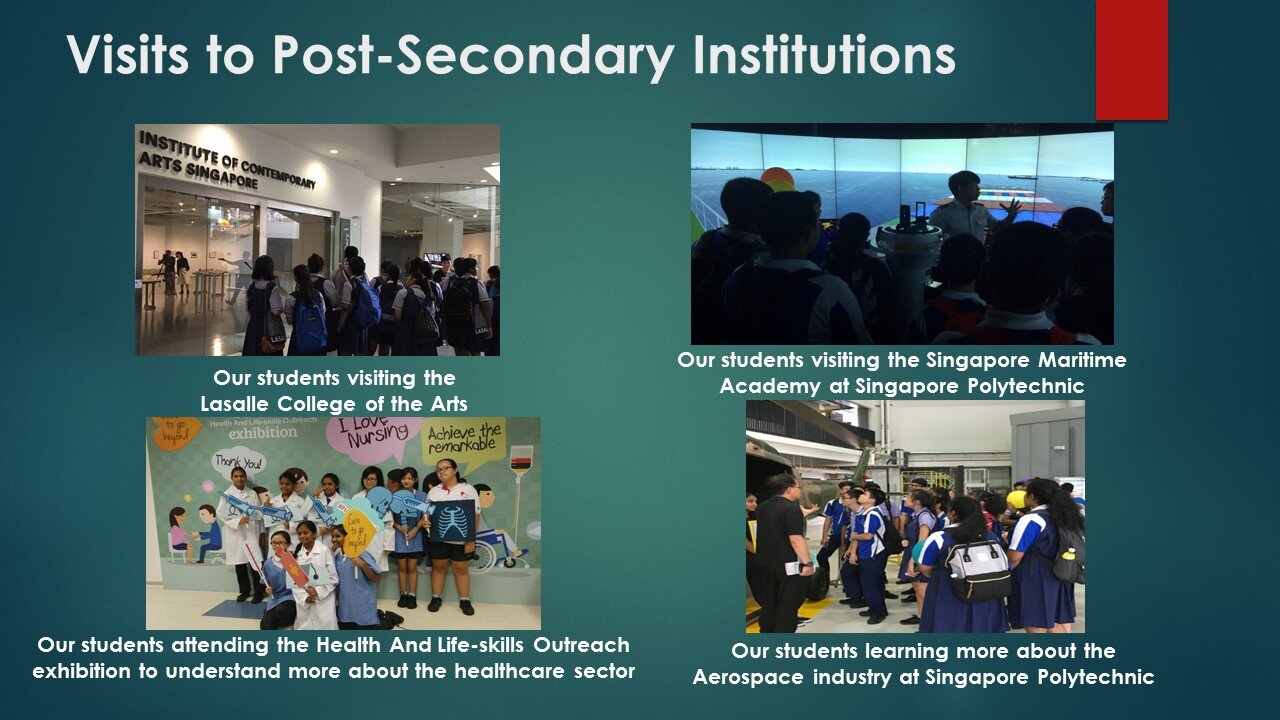 Visits to Post-Secondary Institutions
INSTITUTE OF CONTEMPORARY
ARTS SINGAPORE
LASAL
Our students visiting the
Lasalle College of the Arts
Our students visiting the Singapore Maritime
Academy at Singapore Polytechnic
to go
beyond!
Health And Life-skills Outreach
exhibition
I Love
Nursing
Achieve the
remarkable
Thank You!
Care
to go
beyond!
Our students attending the Health And Life-skills Outreach
exhibition to understand more about the healthcare sector
Our students learning more about the
Aerospace industry at Singapore Polytechnic